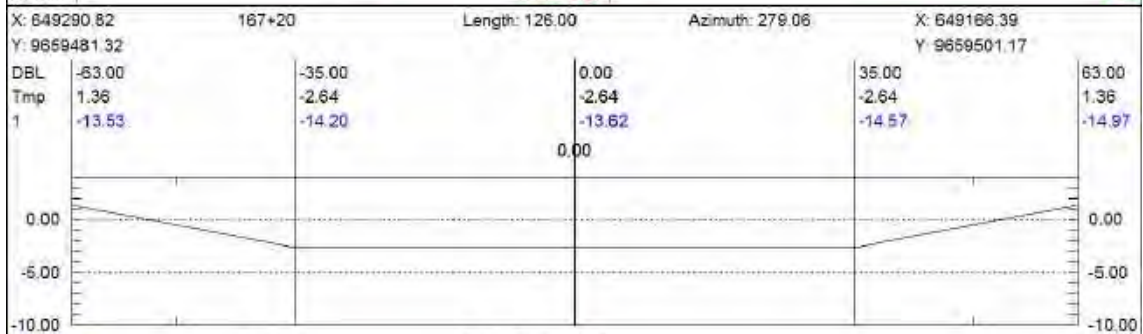 X: 649290.82 167+20 Length: 126.00 Azimuth: 279.06 X: 649166.39
Y: 9659481.32 Y: 9659501.17
DBL -63.00 -35.00 0.00 35.00 63.00
Tmp 1.36 -2.64 -2.64 -2.64 1.36
1 -13.53 -14.20 -13.62 -14.57 -14.97
0.00
0.00 0.00
-5.00 -5.00
-10.00 -10.00